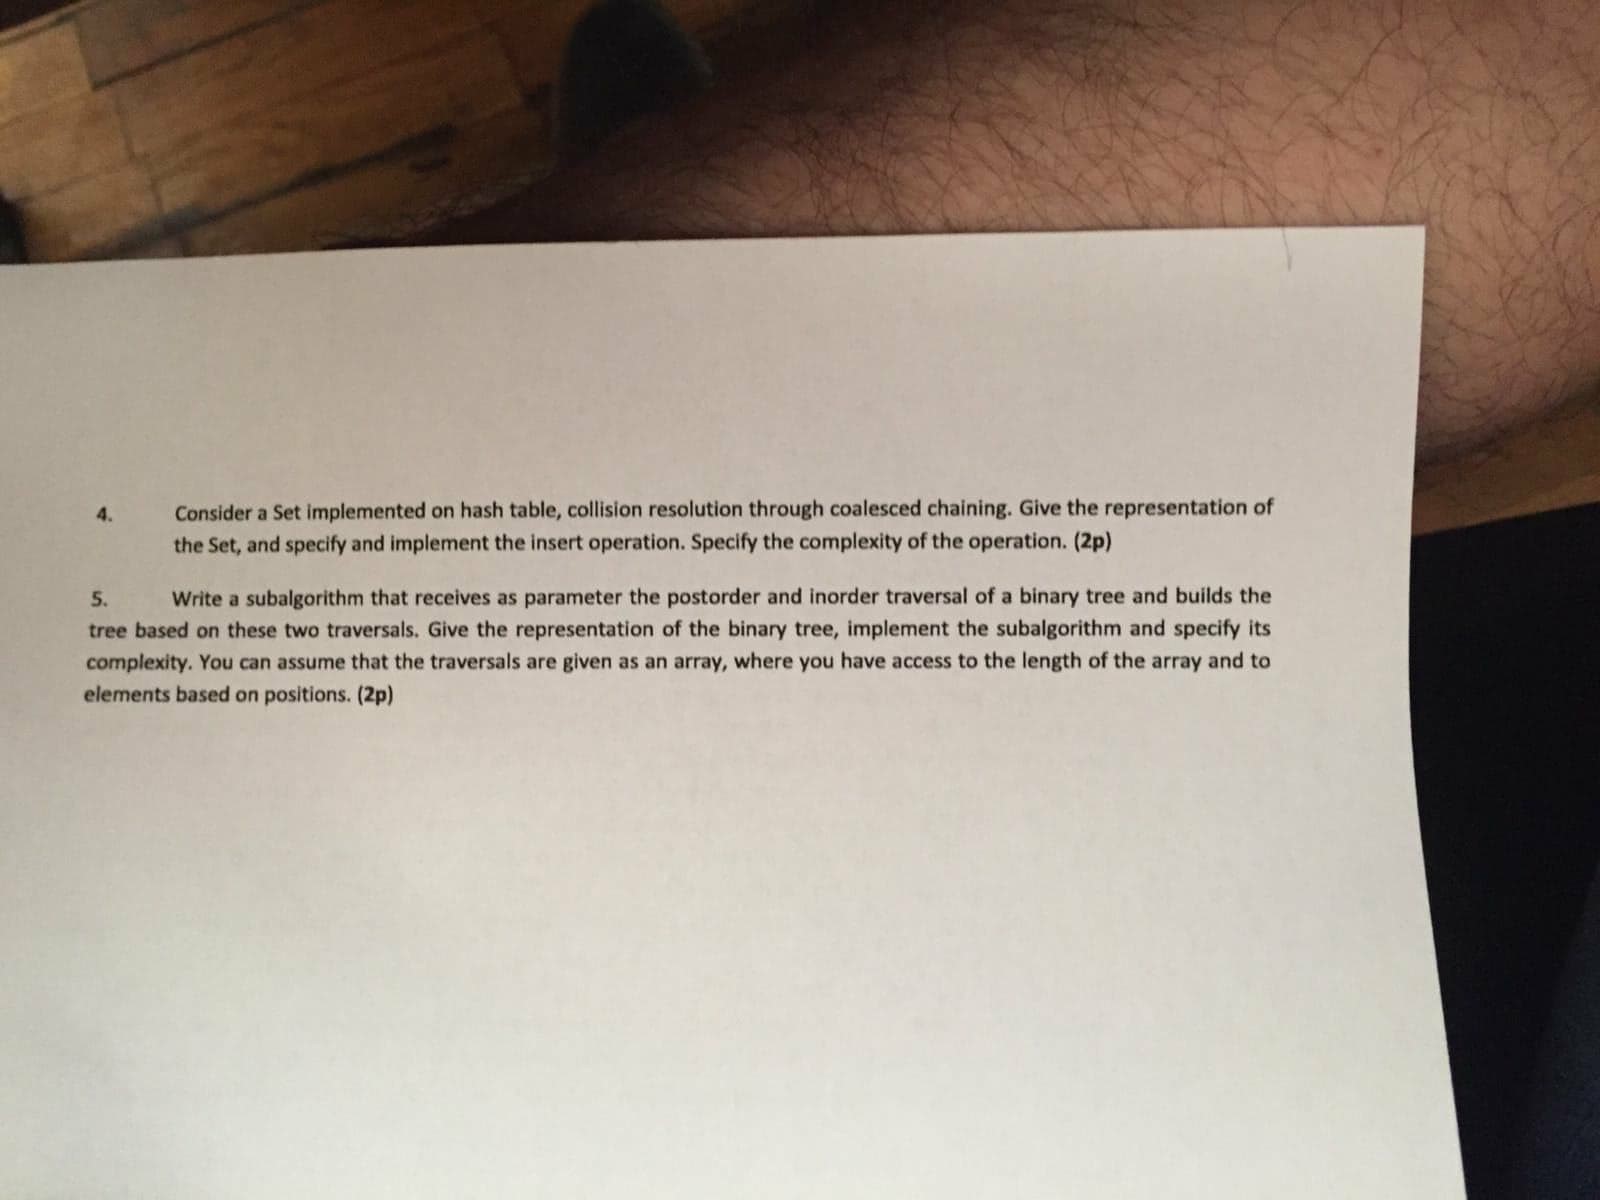 4. Consider a Set implemented on hash table, collision resolution through coalesced chaining. Give the representation of
the Set, and specify and implement the insert operation. Specify the complexity of the operation. (2p)
5. Write a subalgorithm that receives as parameter the postorder and inorder traversal of a binary tree and builds the
tree based on these two traversals. Give the representation of the binary tree, implement the subalgorithm and specify its
complexity. You can assume that the traversals are given as an array, where you have access to the length of the array and to
elements based on positions. (2p)